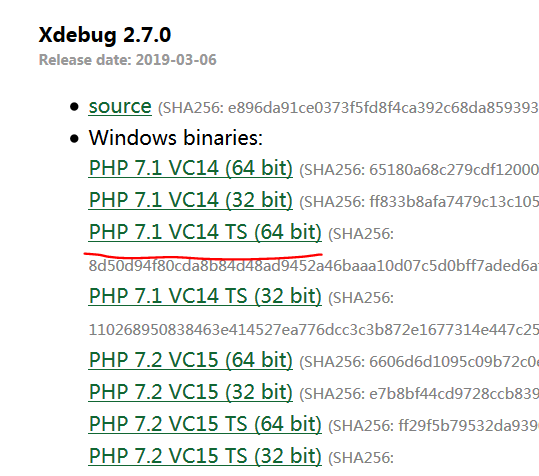 Xdebug 2.7.0
Release date: 2019-03-06
source (SHA256: e896da91ce0373f5fd8f4ca392c68da859393
Windows binaries:
PHP 7.1 VC14 (64 bit) (SHA256: 65180a68c279cdf12000
PHP 7.1 VC14 (32 bit) (SHA256: ff833b8afa7479c13c105
PHP 7.1 VC14 TS (64 bit) (SHA256:
8d50d94f80cda8b84d48ad9452a46baaa10d07c5d0bff7aded6a
PHP 7.1 VC14 TS (32 bit) (SHA256:
110268950838463e414527ea776dcc3c3b872e1677314e447c25
PHP 7.2 VC15 (64 bit) (SHA256: 6606d6d1095c09b72c0
PHP 7.2 VC15 (32 bit) (SHA256: e7b8bf44cd9728ccb839
PHP 7.2 VC15 TS (64 bit) (SHA256: ff29f5b79532da939
PHP 7.2 VC15 TS (32 bit) (SHA256: